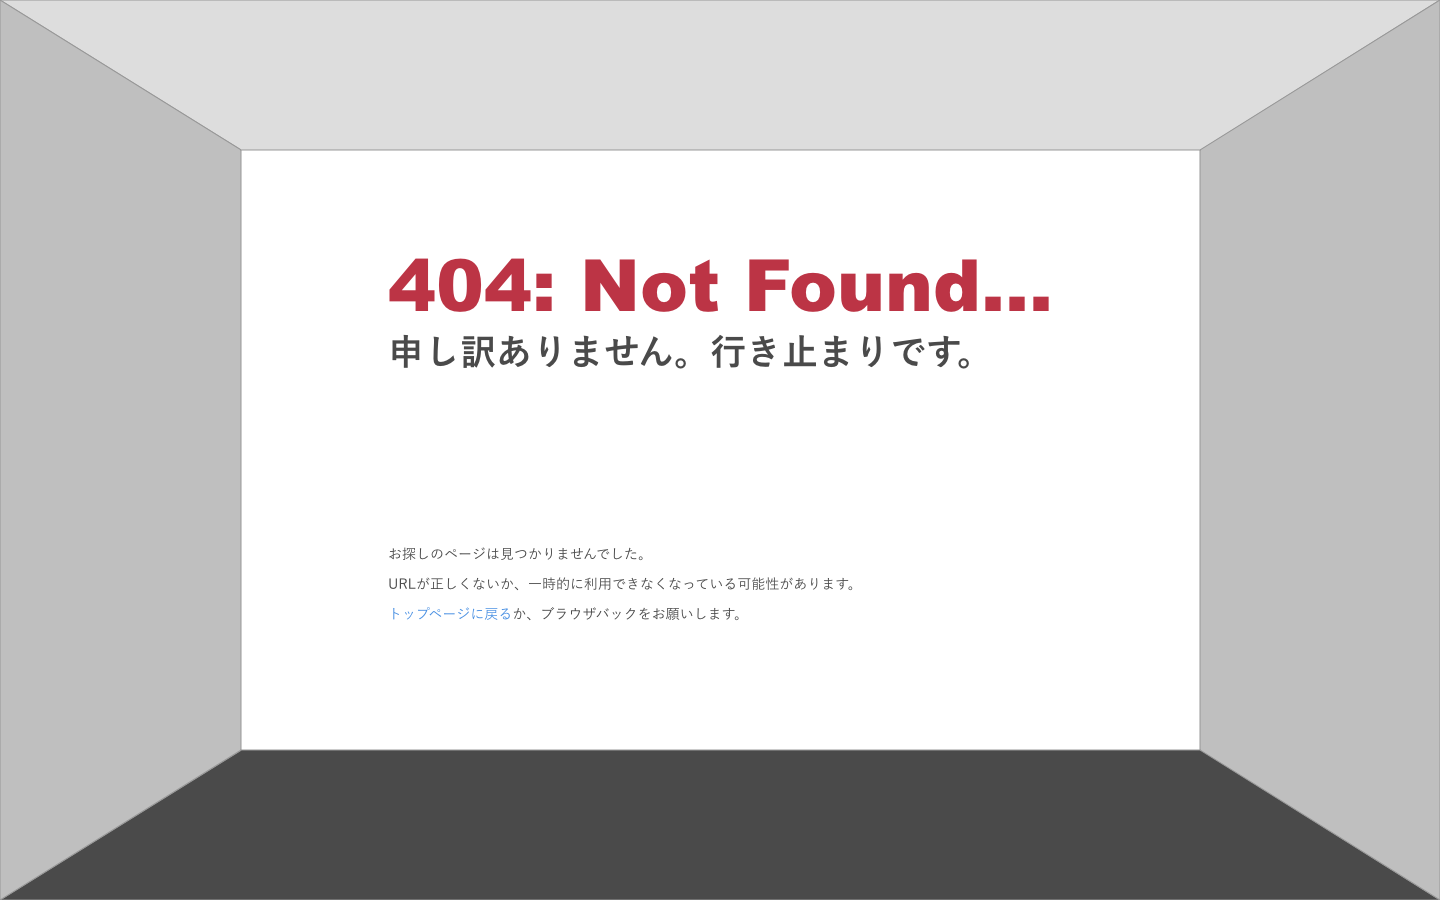 404: Not Found...
申し訳ありません。行き止まりです。
お探しのページは見つかりませんでした。
URLが正しくないか、一時的に利用できなくなっている可能性があります。
トップページに戻るか、ブラウザバックをお願いします。